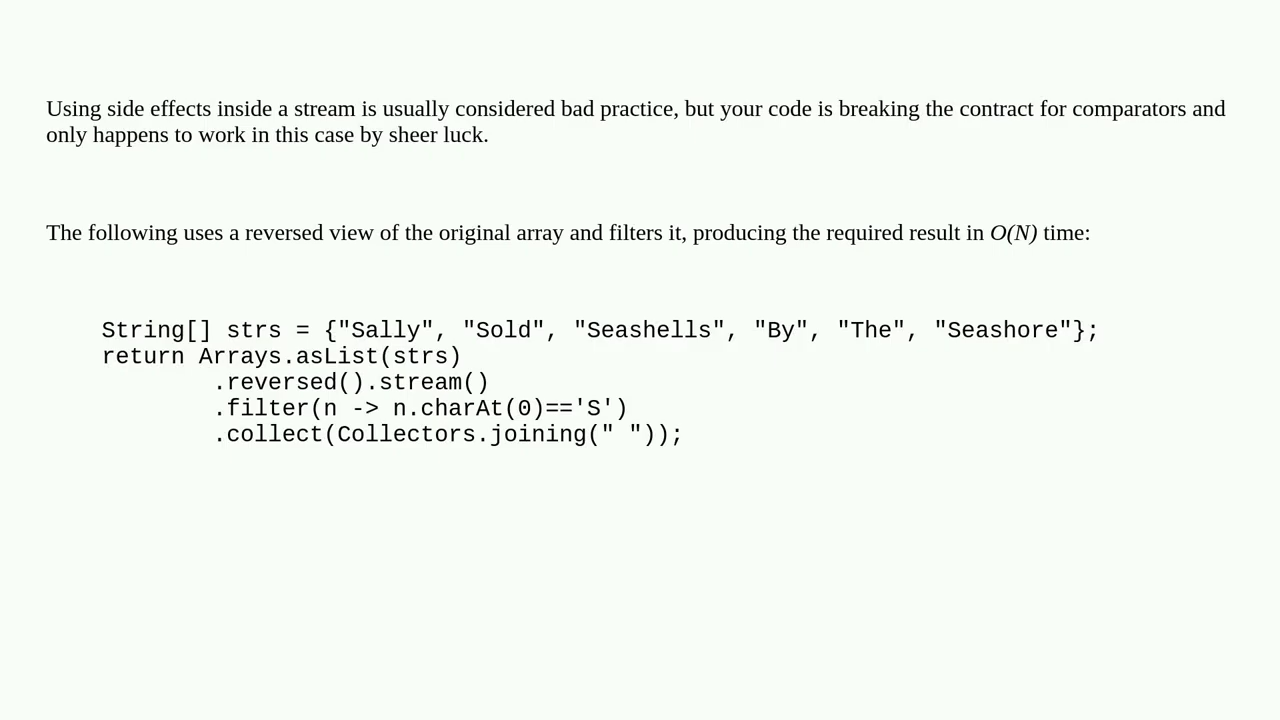 Using side effects inside a stream is usually considered bad practice, but your code is breaking the contract for comparators and
only happens to work in this case by sheer luck.
The following uses a reversed view of the original array and filters it, producing the required result in O(N) time:
String[] strs = {"Sally", "Sold", "Seashells", "By", "The", "Seashore"};
return Arrays.asList(strs)
        .reversed().stream()
        .filter(n -> n.charAt(0)=='S')
        .collect(Collectors.joining(" "));